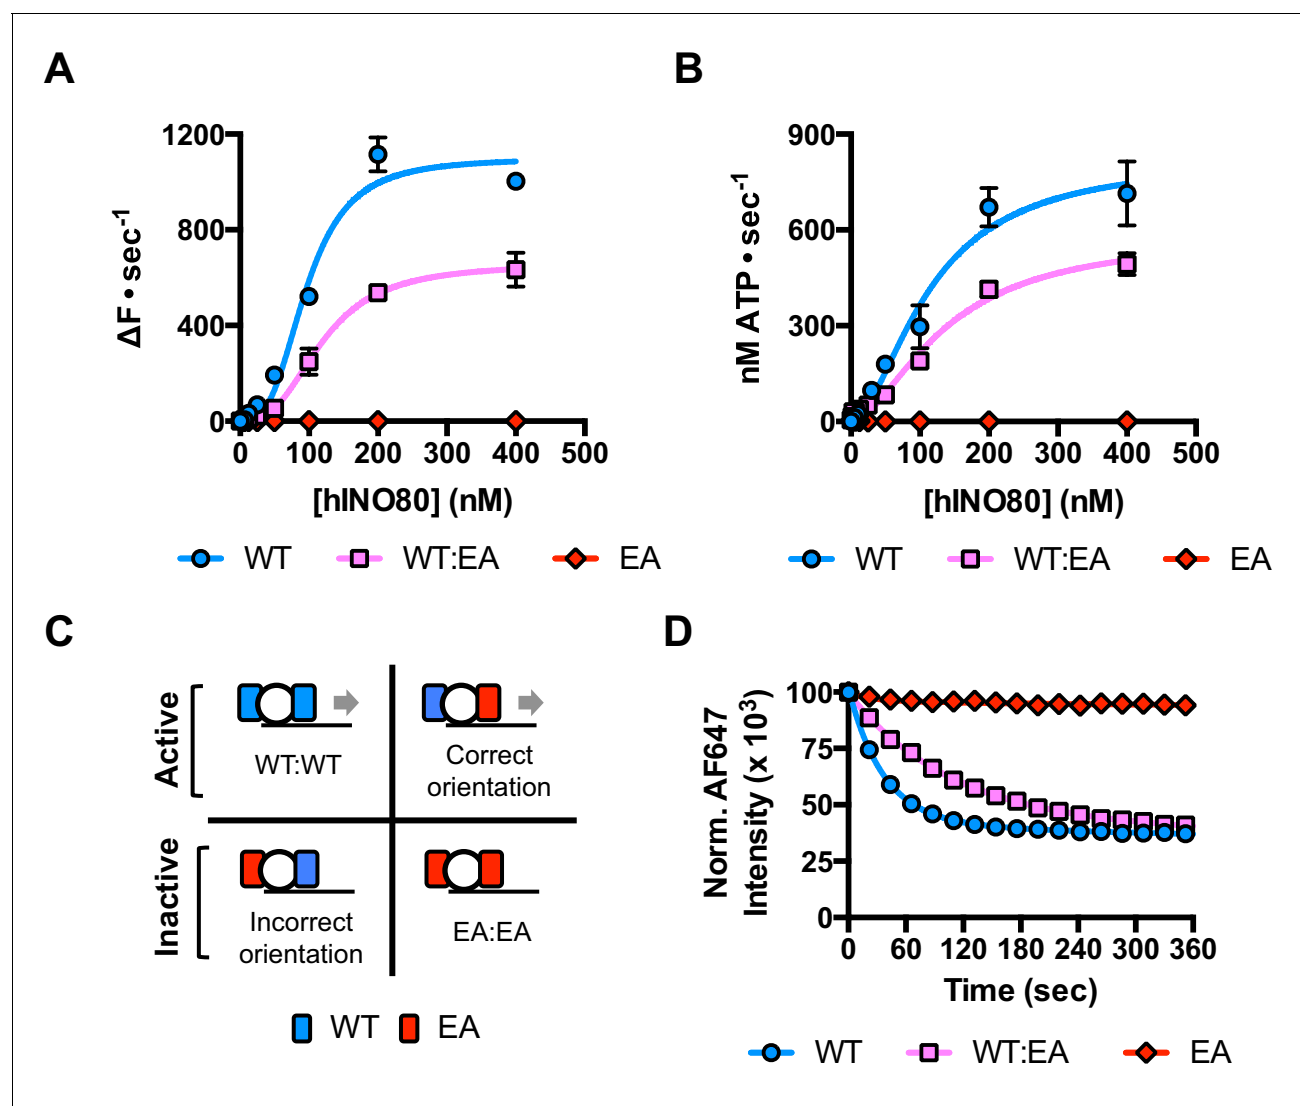 A
ΔF • sec⁻¹
1200
800
400
0
0 100 200 300 400 500
[hINO80] (nM)
WT WT:EA EA
B
nM ATP • sec⁻¹
900
600
300
0
0 100 200 300 400 500
[hINO80] (nM)
WT WT:EA EA
C
Active
WT:WT
Correct
orientation
Inactive
Incorrect
orientation
EA:EA
WT EA
D
Norm. AF647
Intensity (x 10³)
100
75
50
25
0
0 60 120 180 240 300 360
Time (sec)
WT WT:EA EA